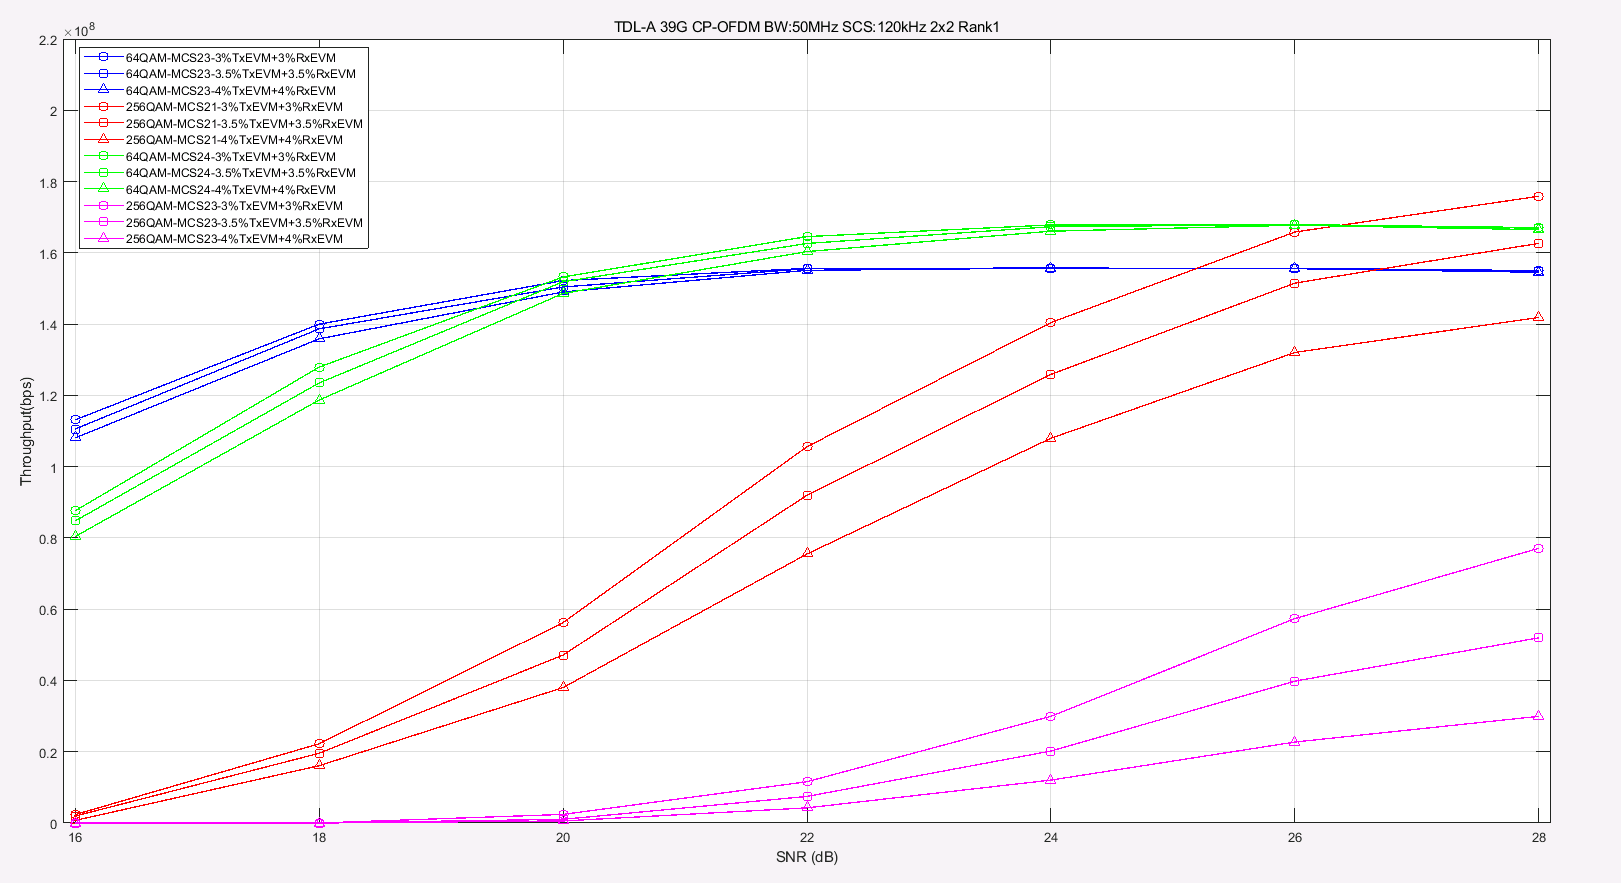 TDL-A 39G CP-OFDM BW:50MHz SCS:120kHz 2x2 Rank1
× 10^8
2.2
2
1.8
1.6
1.4
1.2
1
0.8
0.6
0.4
0.2
0
Throughput(bps)
64QAM-MCS23-3%TxEVM+3%RxEVM
64QAM-MCS23-3.5%TxEVM+3.5%RxEVM
64QAM-MCS23-4%TxEVM+4%RxEVM
256QAM-MCS21-3%TxEVM+3%RxEVM
256QAM-MCS21-3.5%TxEVM+3.5%RxEVM
256QAM-MCS21-4%TxEVM+4%RxEVM
64QAM-MCS24-3%TxEVM+3%RxEVM
64QAM-MCS24-3.5%TxEVM+3.5%RxEVM
64QAM-MCS24-4%TxEVM+4%RxEVM
256QAM-MCS23-3%TxEVM+3%RxEVM
256QAM-MCS23-3.5%TxEVM+3.5%RxEVM
256QAM-MCS23-4%TxEVM+4%RxEVM
16 18 20 22 24 26 28
SNR (dB)